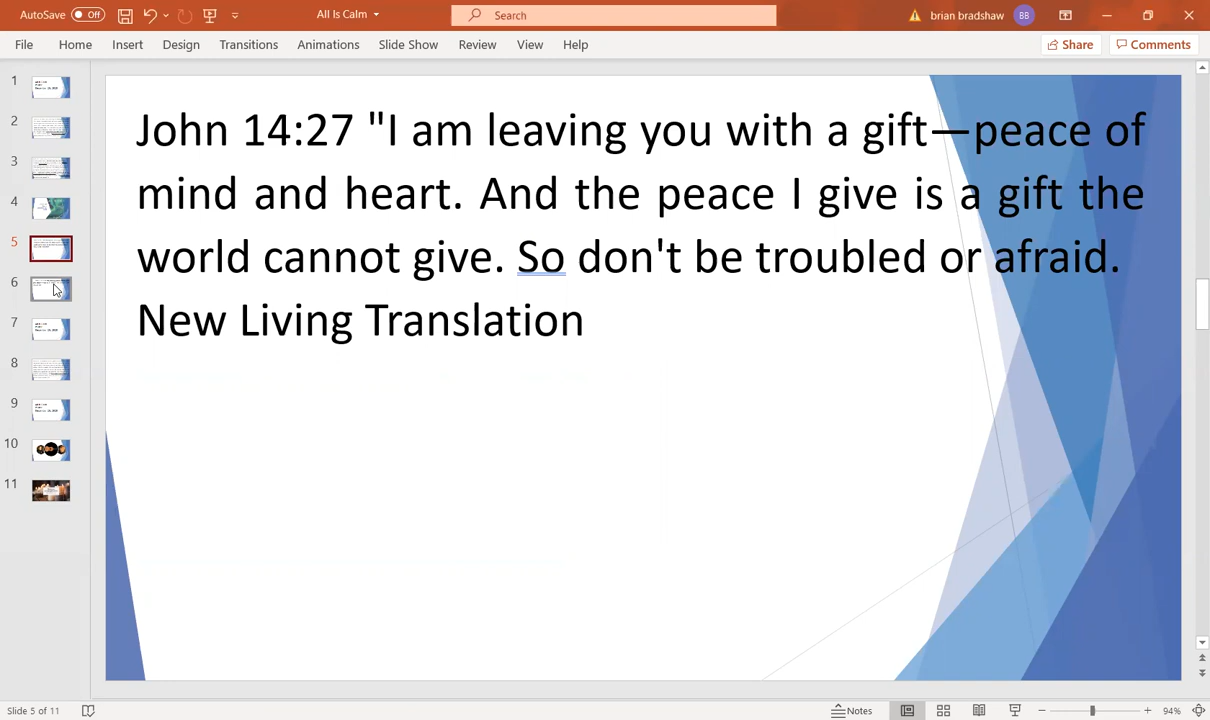 AutoSave Off
All Is Calm
Search
brian bradshaw BB
File Home Insert Design Transitions Animations Slide Show Review View Help
Share Comments
1
2
3
4
5
6
7
8
9
10
11
John 14:27 "I am leaving you with a gift—peace of
mind and heart. And the peace I give is a gift the
world cannot give. So don't be troubled or afraid.
New Living Translation
Slide 5 of 11
Notes
94%